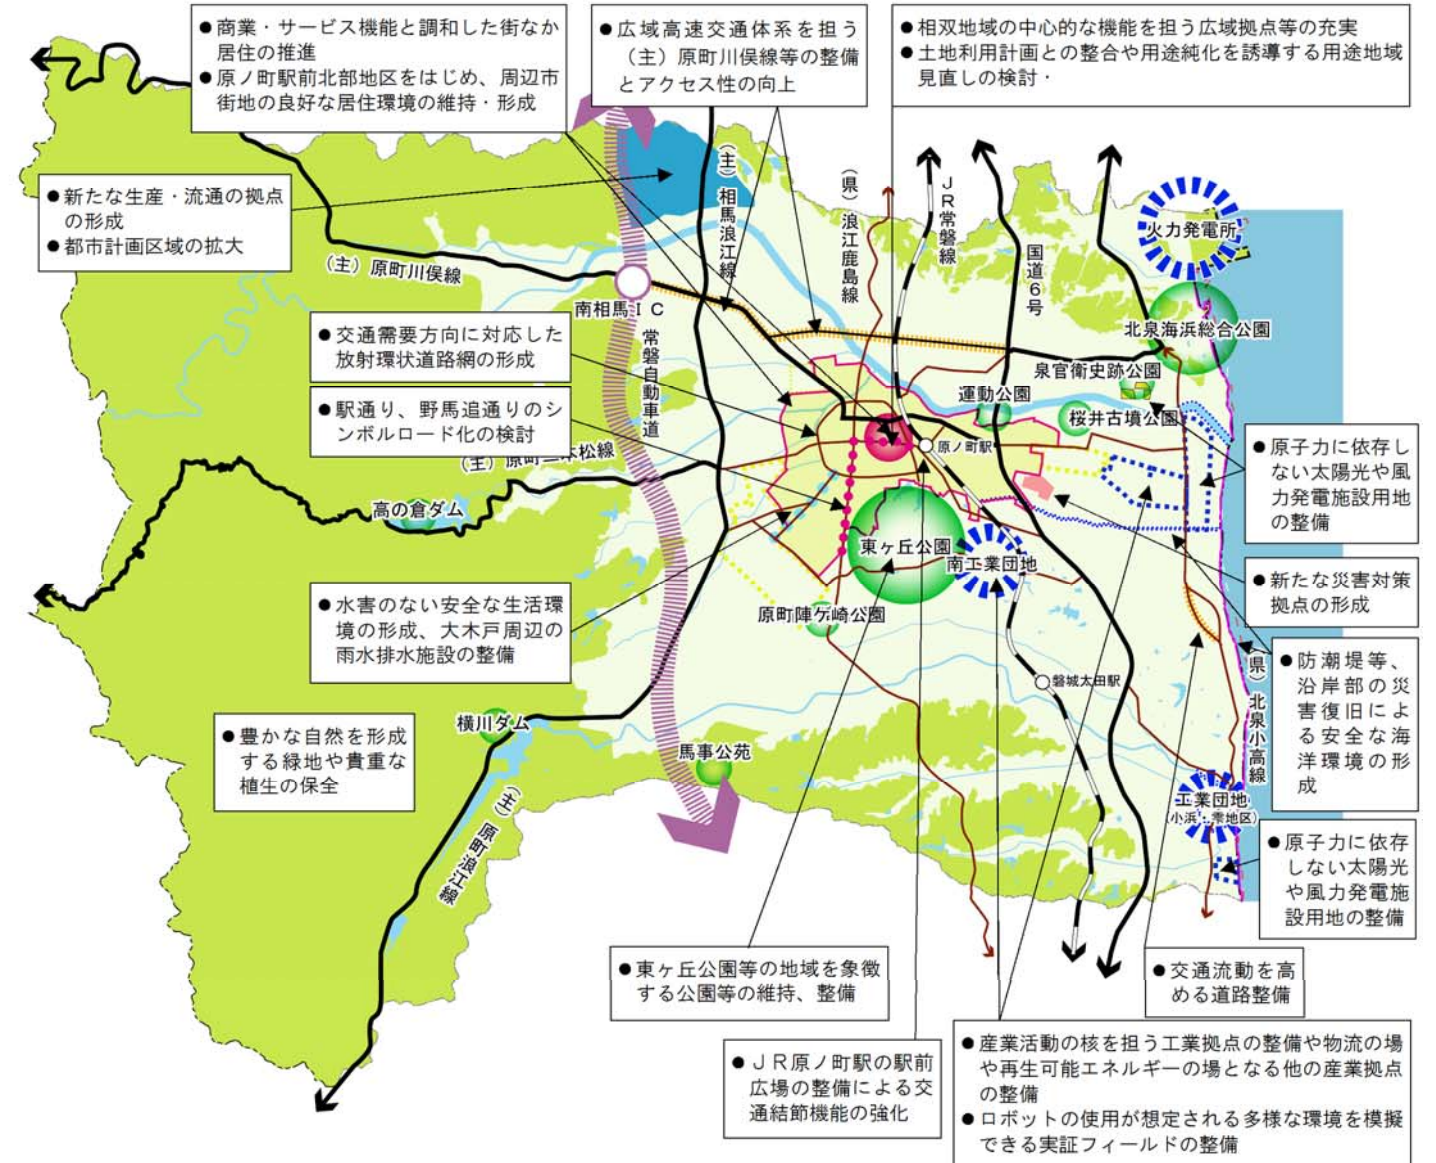 ●商業・サービス機能と調和した街なか
居住の推進
●原ノ町駅前北部地区をはじめ、周辺市
街地の良好な居住環境の維持・形成
●広域高速交通体系を担う
（主）原町川俣線等の整備
とアクセス性の向上
●相双地域の中心的な機能を担う広域拠点等の充実
●土地利用計画との整合や用途純化を誘導する用途地域
見直しの検討・
●新たな生産・流通の拠点
の形成
●都市計画区域の拡大
（主）相馬浪江線
（県）浪江鹿島線
ＪＲ常磐線
国道６号
火力発電所
（主）原町川俣線
南相馬ＩＣ
常磐自動車道
北泉海浜総合公園
泉官衙史跡公園
運動公園
桜井古墳公園
●交通需要方向に対応した
放射環状道路網の形成
●駅通り、野馬追通りのシ
ンボルロード化の検討
（主）原町二本松線
原ノ町駅
●原子力に依存し
ない太陽光や風
力発電施設用地
の整備
高の倉ダム
東ヶ丘公園
南工業団地
●新たな災害対策
拠点の形成
●水害のない安全な生活環
境の形成、大木戸周辺の
雨水排水施設の整備
原町陣ケ崎公園
磐城太田駅
（県）北泉小高線
●防潮堤等、
沿岸部の災
害復旧によ
る安全な海
洋環境の形
成
●豊かな自然を形成
する緑地や貴重な
植生の保全
横川ダム
馬事公苑
（主）原町浪江線
工業団地
（小浜・雫地区）
●原子力に依存
しない太陽光
や風力発電施
設用地の整備
●東ヶ丘公園等の地域を象徴
する公園等の維持、整備
●交通流動を高
める道路整備
●ＪＲ原ノ町駅の駅前
広場の整備による交
通結節機能の強化
●産業活動の核を担う工業拠点の整備や物流の場
や再生可能エネルギーの場となる他の産業拠点
の整備
●ロボットの使用が想定される多様な環境を模擬
できる実証フィールドの整備